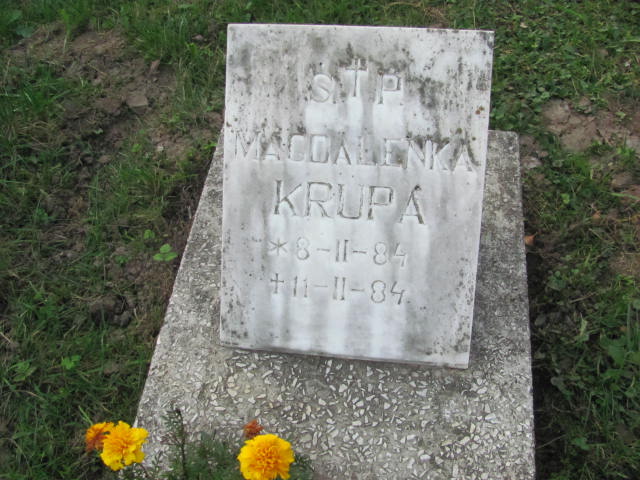 Ś†P
MAGDALENKA
KRUPA
*8-II-84
†11-II-84